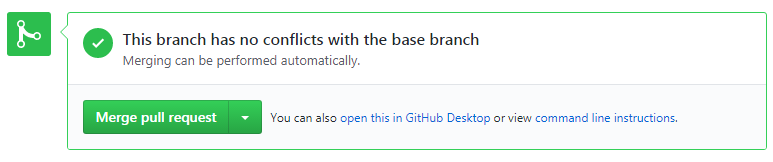 This branch has no conflicts with the base branch
Merging can be performed automatically.
Merge pull request
You can also open this in GitHub Desktop or view command line instructions.